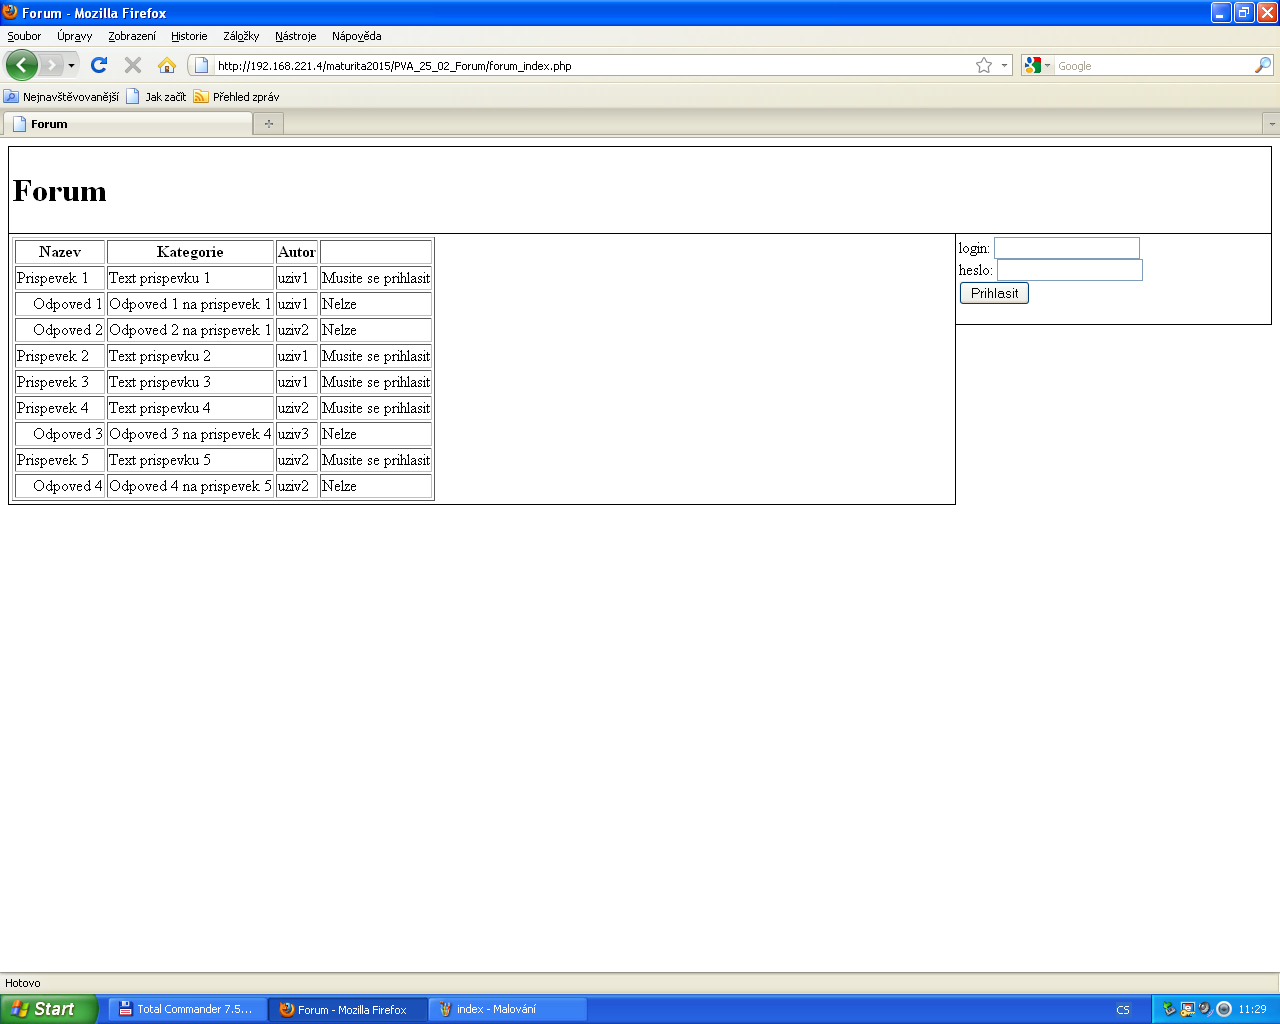 Forum - Mozilla Firefox
Soubor Úpravy Zobrazení Historie Záložky Nástroje Nápověda
http://192.168.221.4/maturita2015/PVA_25_02_Forum/forum_index.php Google
Nejnavštěvovanější Jak začít Přehled zpráv
Forum
Forum
Nazev Kategorie Autor
Prispevek 1 Text prispevku 1 uziv1 Musite se prihlasit
Odpoved 1 Odpoved 1 na prispevek 1 uziv1 Nelze
Odpoved 2 Odpoved 2 na prispevek 1 uziv2 Nelze
Prispevek 2 Text prispevku 2 uziv1 Musite se prihlasit
Prispevek 3 Text prispevku 3 uziv1 Musite se prihlasit
Prispevek 4 Text prispevku 4 uziv2 Musite se prihlasit
Odpoved 3 Odpoved 3 na prispevek 4 uziv3 Nelze
Prispevek 5 Text prispevku 5 uziv2 Musite se prihlasit
Odpoved 4 Odpoved 4 na prispevek 5 uziv2 Nelze
login:
heslo:
Prihlasit
Hotovo
Start Total Commander 7.5... Forum - Mozilla Firefox index - Malování CS 11:29